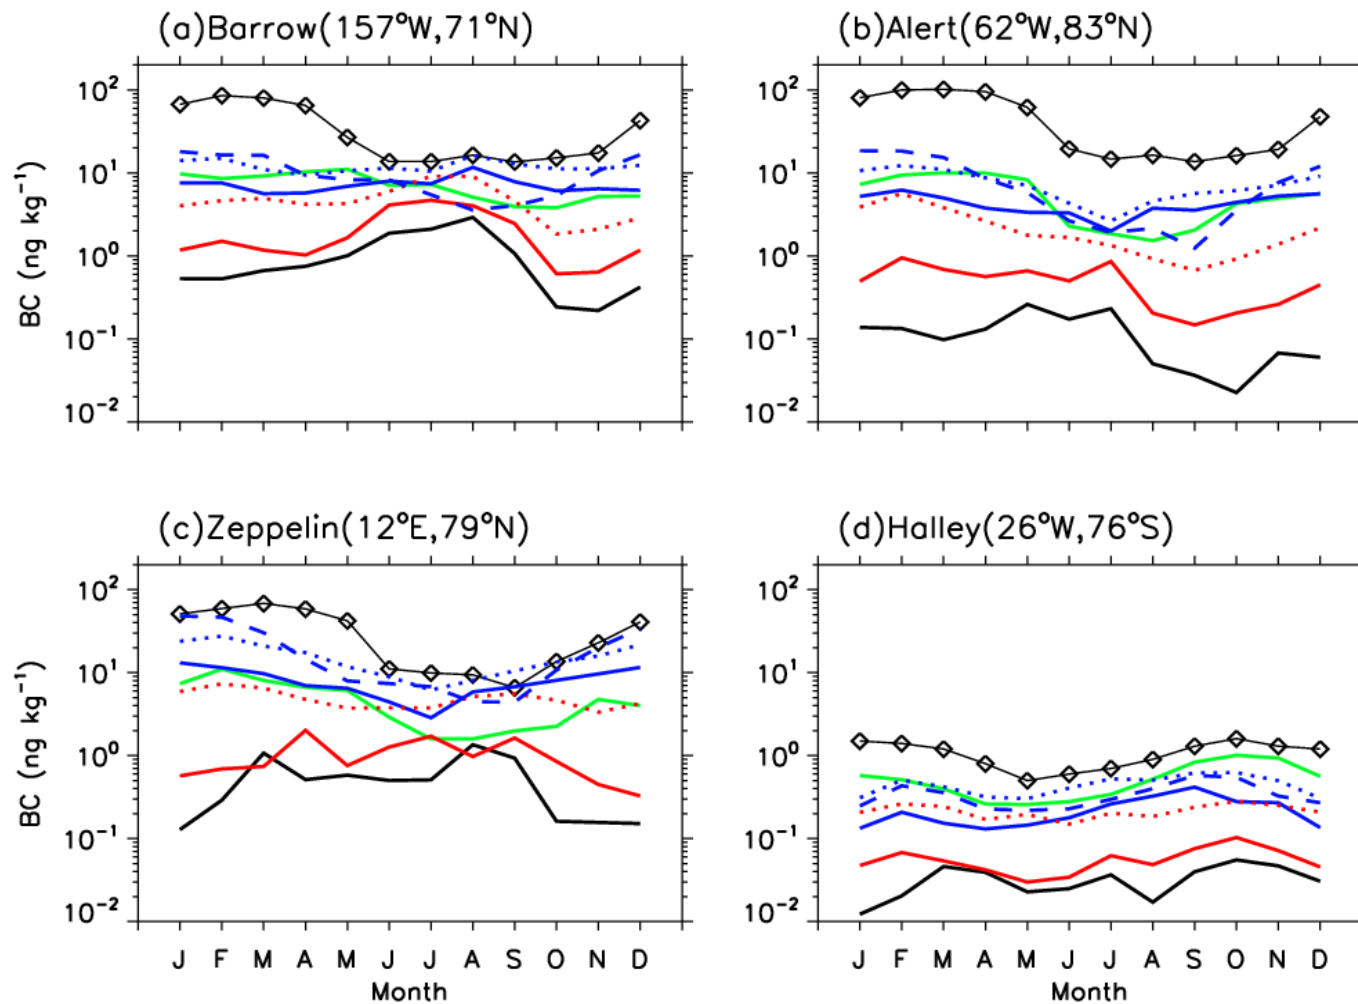 (a)Barrow(157°W,71°N)
(b)Alert(62°W,83°N)
BC (ng kg⁻¹)
10²
10¹
10⁰
10⁻¹
10⁻²
10²
10¹
10⁰
10⁻¹
10⁻²
(c)Zeppelin(12°E,79°N)
(d)Halley(26°W,76°S)
BC (ng kg⁻¹)
10²
10¹
10⁰
10⁻¹
10⁻²
10²
10¹
10⁰
10⁻¹
10⁻²
J F M A M J J A S O N D
J F M A M J J A S O N D
Month
Month